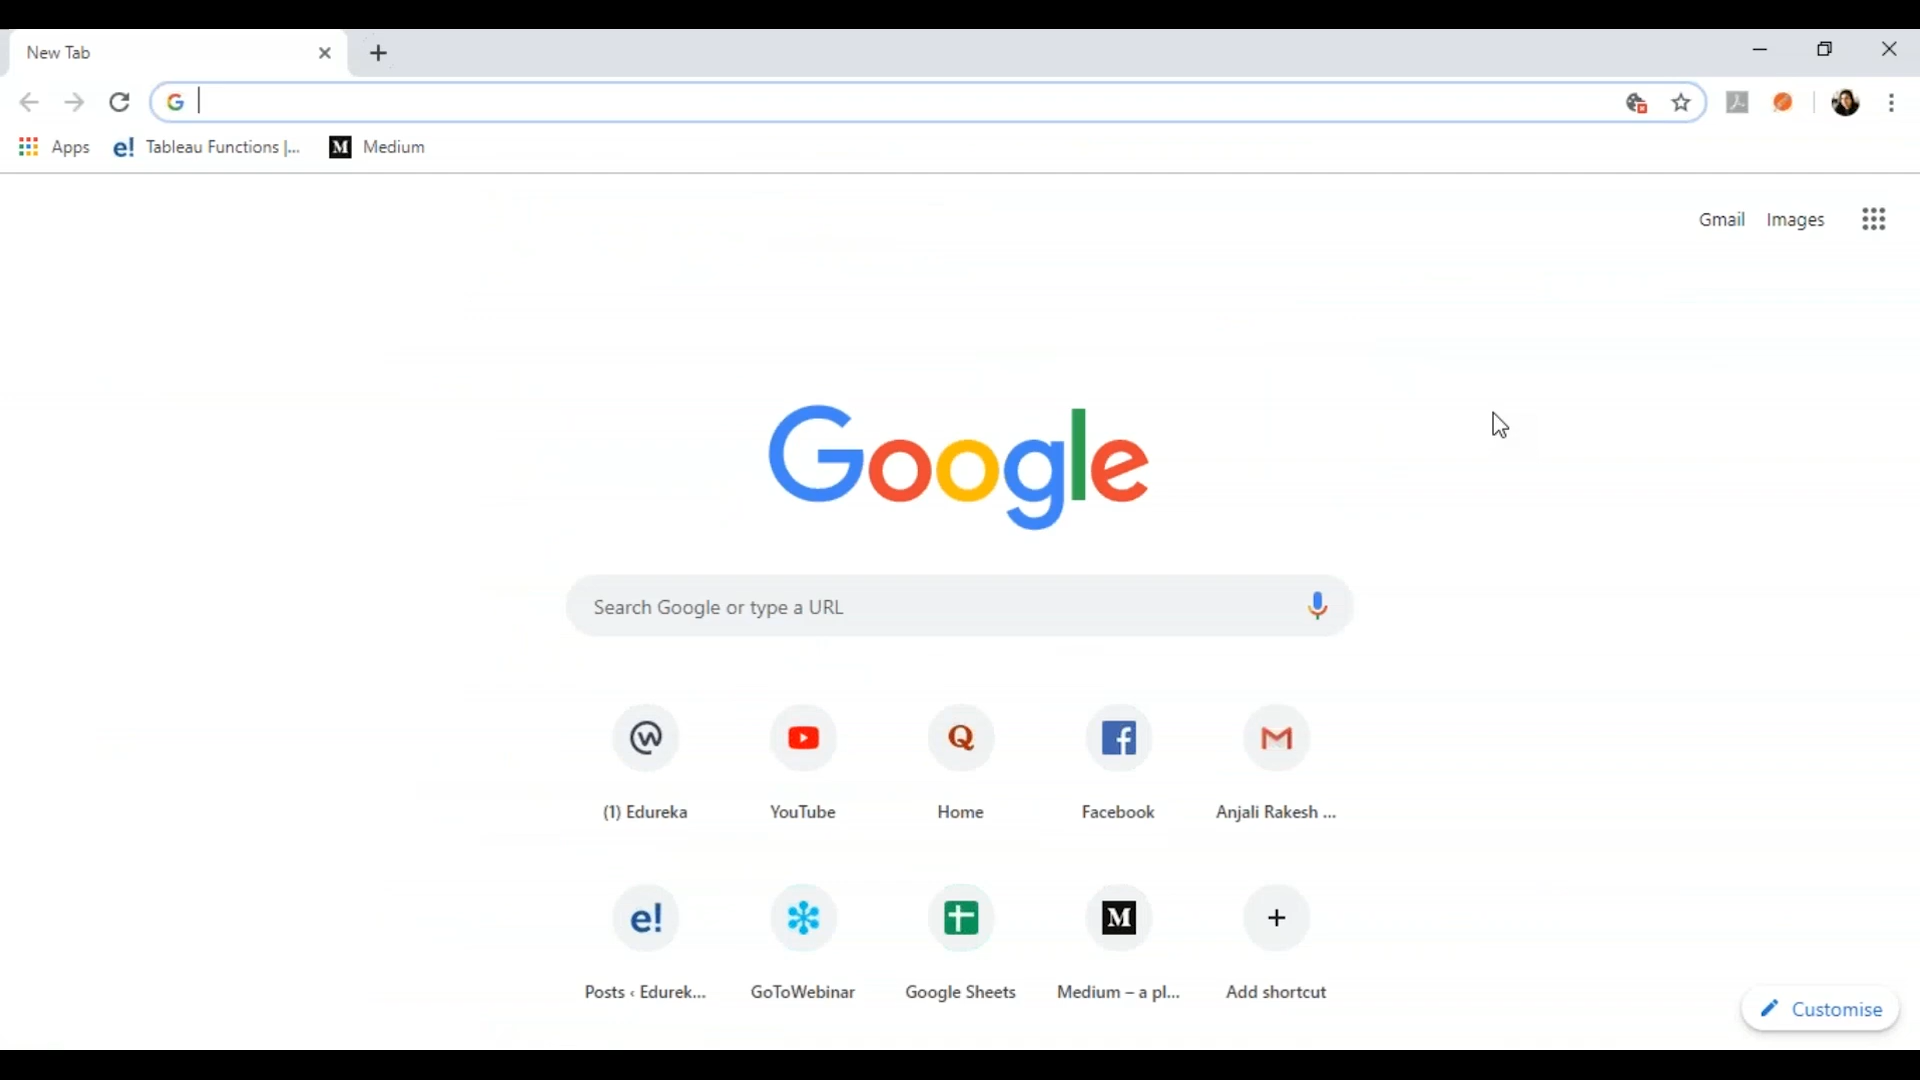 New Tab
Apps
e! Tableau Functions |...
M Medium
Gmail Images
Google
Search Google or type a URL
(1) Edureka YouTube Home Facebook Anjali Rakesh ...
e! M
Posts ‹ Edurek... GoToWebinar Google Sheets Medium – a pl... Add shortcut
Customise